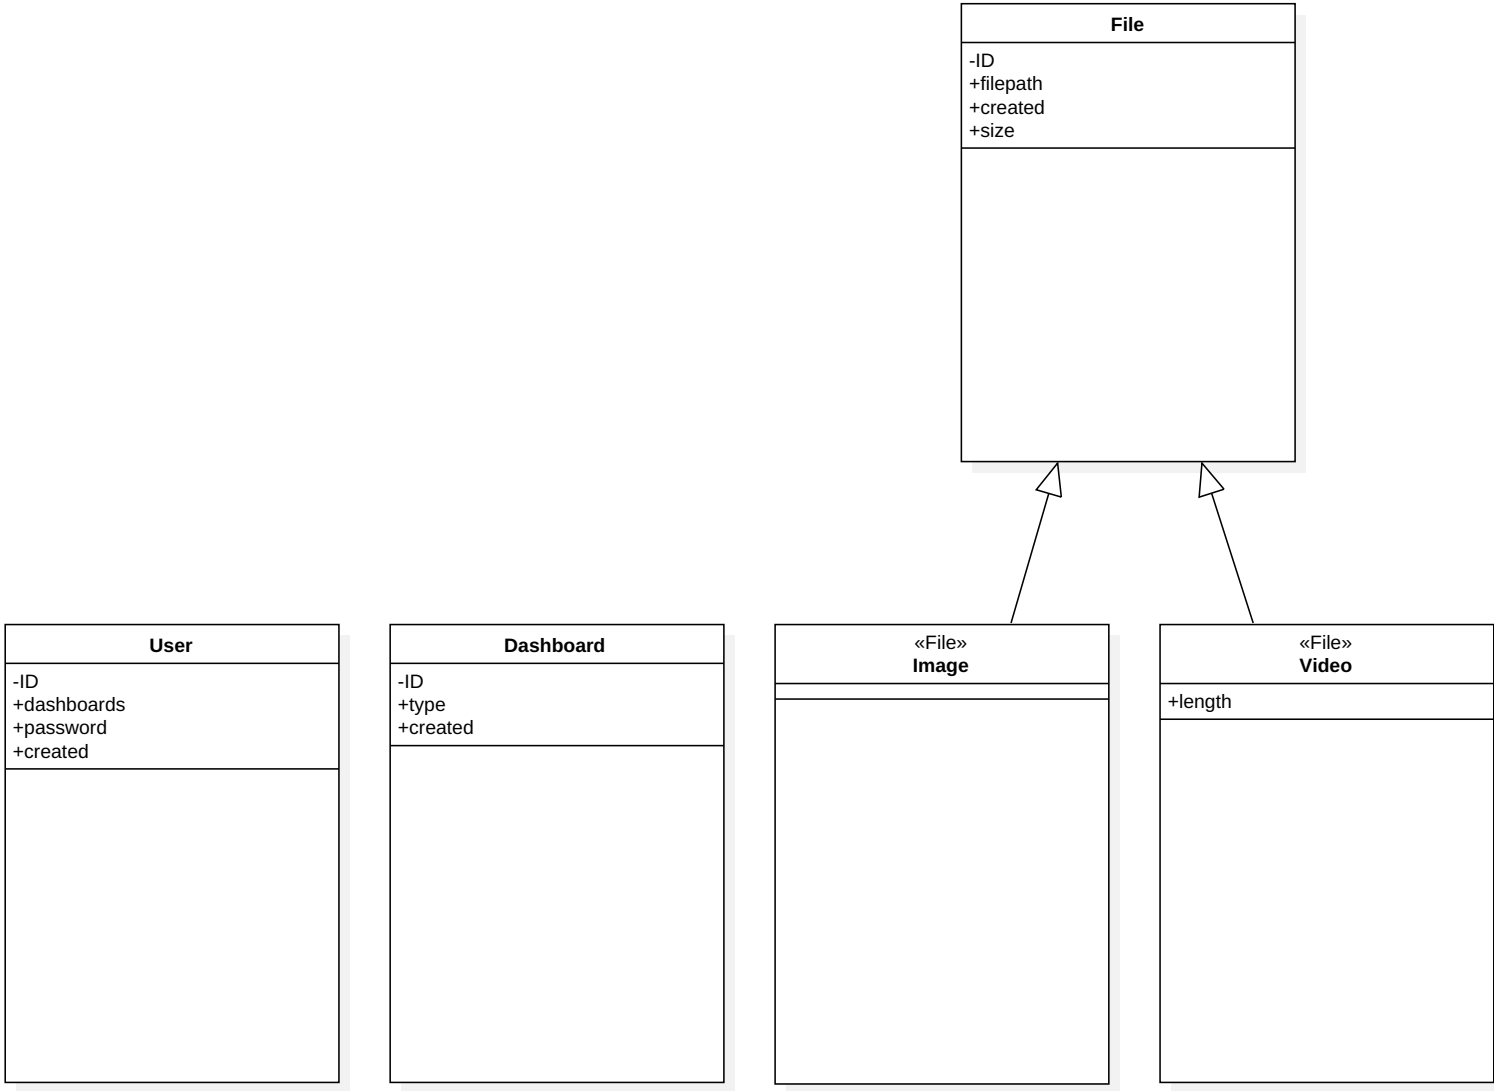 File
-ID
+filepath
+created
+size
User
-ID
+dashboards
+password
+created
Dashboard
-ID
+type
+created
«File»
Image
«File»
Video
+length